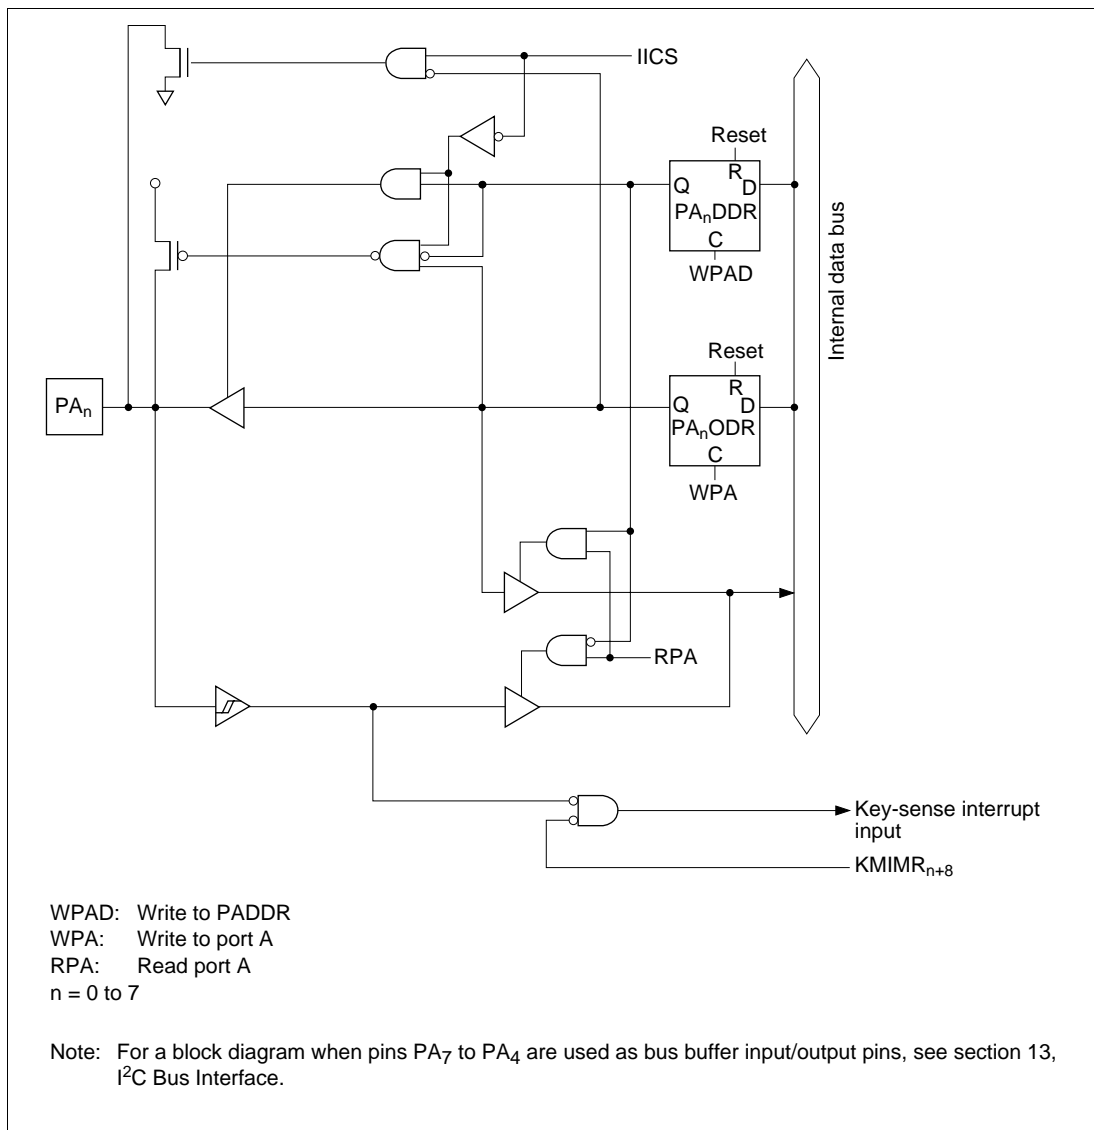 IICS
Reset
R
Q D
PAnDDR
C
WPAD
Internal data bus
Reset
R
PAn
Q D
PAnODR
C
WPA
RPA
Key-sense interrupt
input
KMIMRn+8
WPAD: Write to PADDR
WPA: Write to port A
RPA: Read port A
n = 0 to 7
Note: For a block diagram when pins PA7 to PA4 are used as bus buffer input/output pins, see section 13,
I2C Bus Interface.